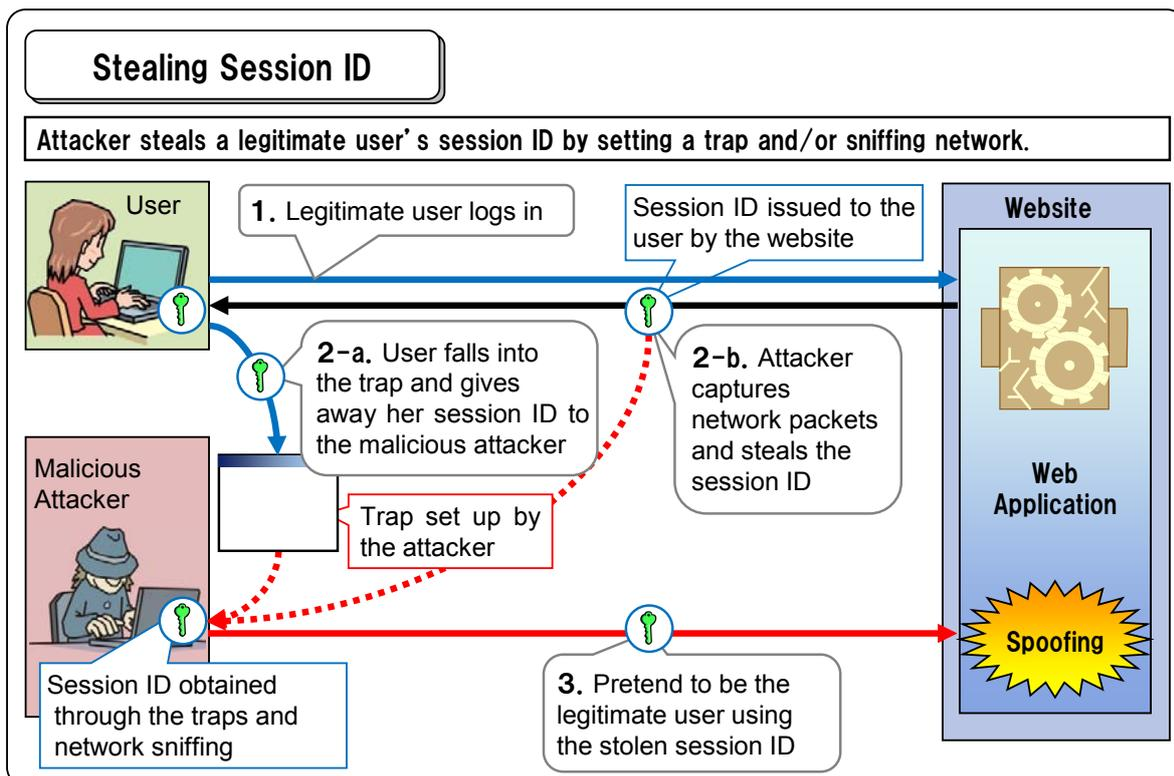 Stealing Session ID
Attacker steals a legitimate user's session ID by setting a trap and/or sniffing network.
User
1. Legitimate user logs in
Session ID issued to the
user by the website
Website
2-a. User falls into
the trap and gives
away her session ID to
the malicious attacker
2-b. Attacker
captures
network packets
and steals the
session ID
Malicious
Attacker
Trap set up by
the attacker
Web
Application
Spoofing
Session ID obtained
through the traps and
network sniffing
3. Pretend to be the
legitimate user using
the stolen session ID